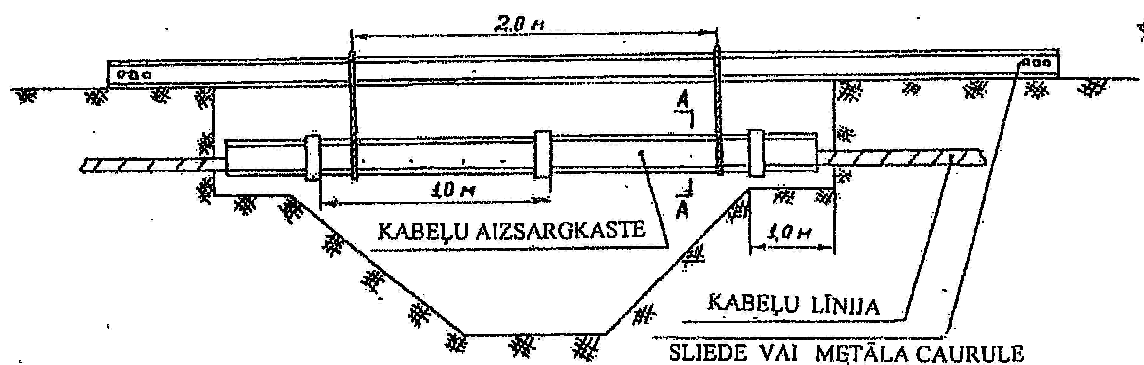 2,0 м
A
A
1,0 м
KABEĻU AIZSARGKASTE
1,0 м
KABEĻU LĪNIJA
SLIEDE VAI METĀLA CAURULE